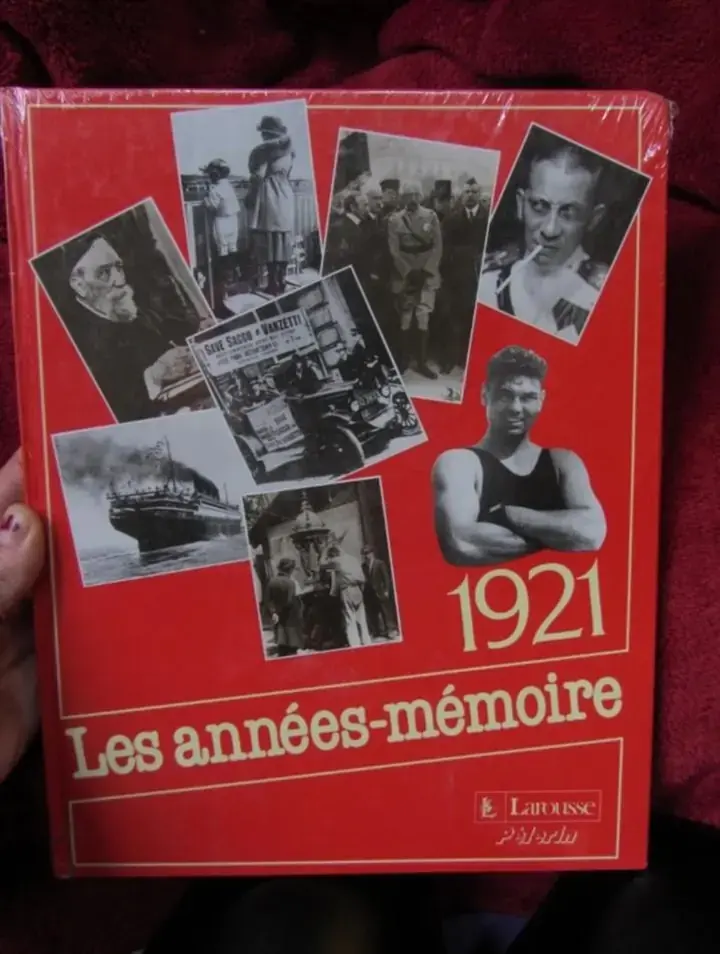 SAVE SACCO & VANZETTI
1921
Les années-mémoire
Larousse
Pèlerin